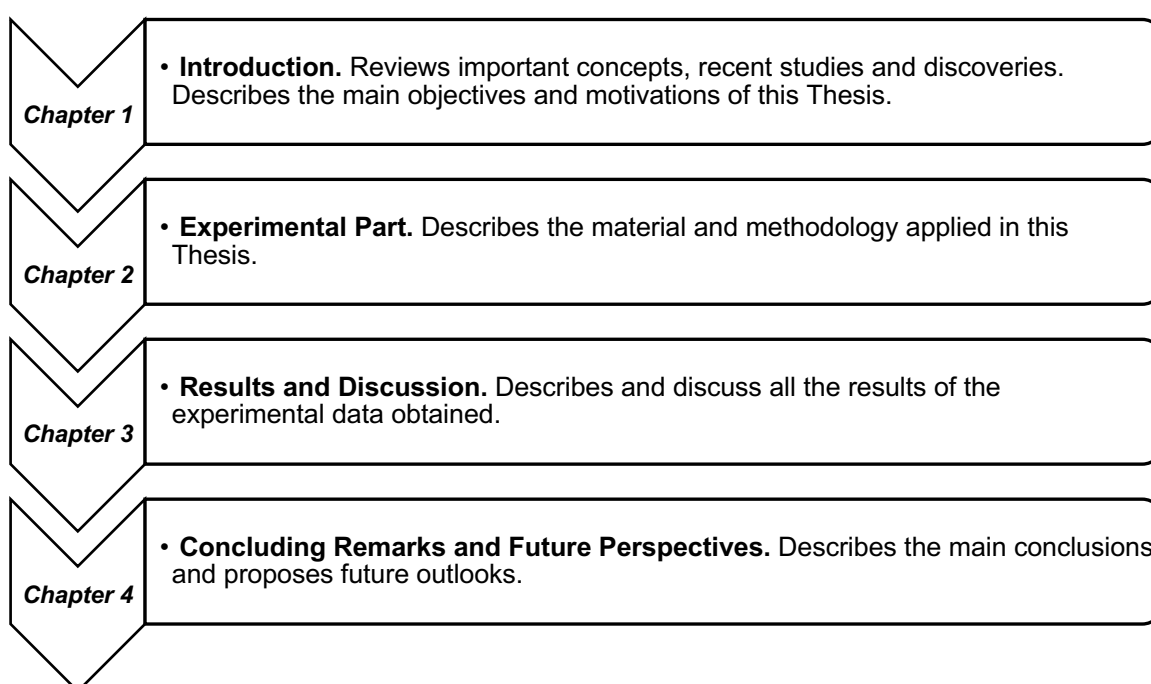 Chapter 1
• Introduction. Reviews important concepts, recent studies and discoveries.
Describes the main objectives and motivations of this Thesis.
Chapter 2
• Experimental Part. Describes the material and methodology applied in this
Thesis.
Chapter 3
• Results and Discussion. Describes and discuss all the results of the
experimental data obtained.
Chapter 4
• Concluding Remarks and Future Perspectives. Describes the main conclusions
and proposes future outlooks.